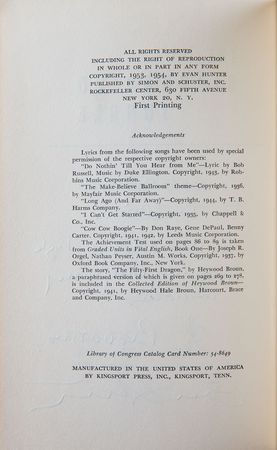 ALL RIGHTS RESERVED
INCLUDING THE RIGHT OF REPRODUCTION
IN WHOLE OR IN PART IN ANY FORM
COPYRIGHT, 1953, 1954, BY EVAN HUNTER
PUBLISHED BY SIMON AND SCHUSTER, INC.
ROCKEFELLER CENTER, 630 FIFTH AVENUE
NEW YORK 20, N. Y.
First Printing
Acknowledgements
Lyrics from the following songs have been used by special
permission of the respective copyright owners:
"Do Nothin' Till You Hear from Me"—Lyric by Bob
Russell, Music by Duke Ellington. Copyright, 1943, by Rob-
bins Music Corporation.
"The Make-Believe Ballroom" theme—Copyright, 1936,
by Mayfair Music Corporation.
"Long Ago (And Far Away)"—Copyright, 1944, by T. B.
Harms Company.
"I Can't Get Started"—Copyright, 1935, by Chappell &
Co., Inc.
"Cow Cow Boogie"—By Don Raye, Gene DePaul, Benny
Carter. Copyright, 1941, 1942, by Leeds Music Corporation.
The Achievement Test used on pages 86 to 89 is taken
from Graded Units in Vital English, Book One—By Joseph R.
Orgel, Nathan Peyser, Austin M. Works. Copyright, 1937, by
Oxford Book Company, Inc., New York.
The story, "The Fifty-First Dragon," by Heywood Broun,
a paraphrased version of which is given on pages 269 to 278,
is included in the Collected Edition of Heywood Broun—
Copyright, 1941, by Heywood Hale Broun, Harcourt, Brace
and Company, Inc.
Library of Congress Catalog Card Number: 54-8649
MANUFACTURED IN THE UNITED STATES OF AMERICA
BY KINGSPORT PRESS, INC., KINGSPORT, TENN.